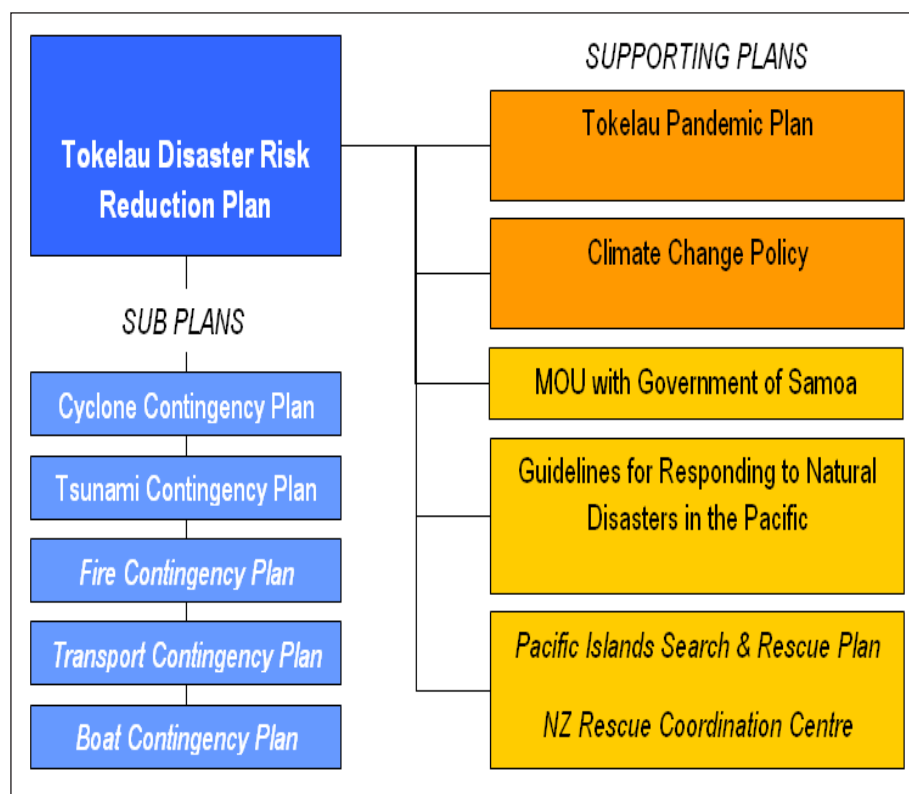 Tokelau Disaster Risk
Reduction Plan
SUB PLANS
Cyclone Contingency Plan
Tsunami Contingency Plan
Fire Contingency Plan
Transport Contingency Plan
Boat Contingency Plan
SUPPORTING PLANS
Tokelau Pandemic Plan
Climate Change Policy
MOU with Government of Samoa
Guidelines for Responding to Natural
Disasters in the Pacific
Pacific Islands Search & Rescue Plan
NZ Rescue Coordination Centre